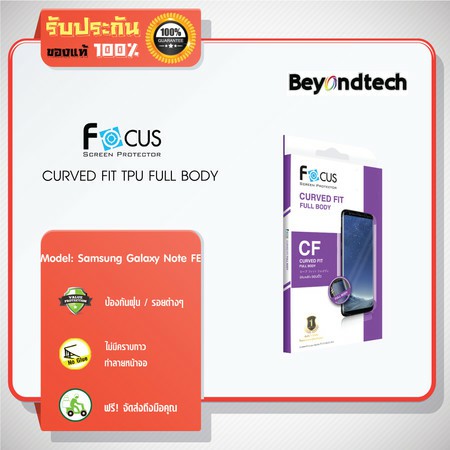 รับประกัน
ของแท้ 100%
100%
GUARANTEE
Beyondtech
FOCUS
SCREEN PROTECTOR
CURVED FIT TPU FULL BODY
Model: Samsung Galaxy Note FE
VALUE
PROTECTION
ป้องกันฝุ่น / รอยต่างๆ
No Glue
ไม่มีคราบกาว
ทำลายหน้าจอ
ฟรี! จัดส่งถึงมือคุณ
FOCUS
SCREEN PROTECTOR
CURVED FIT
FULL BODY
CF
CURVED FIT
FULL BODY